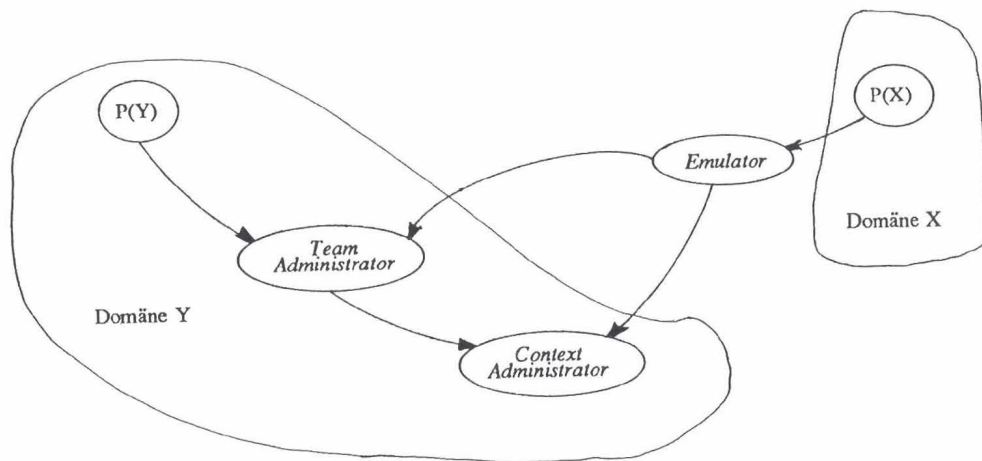 P(Y)
P(X)
Emulator
Domäne X
Team
Administrator
Domäne Y
Context
Administrator